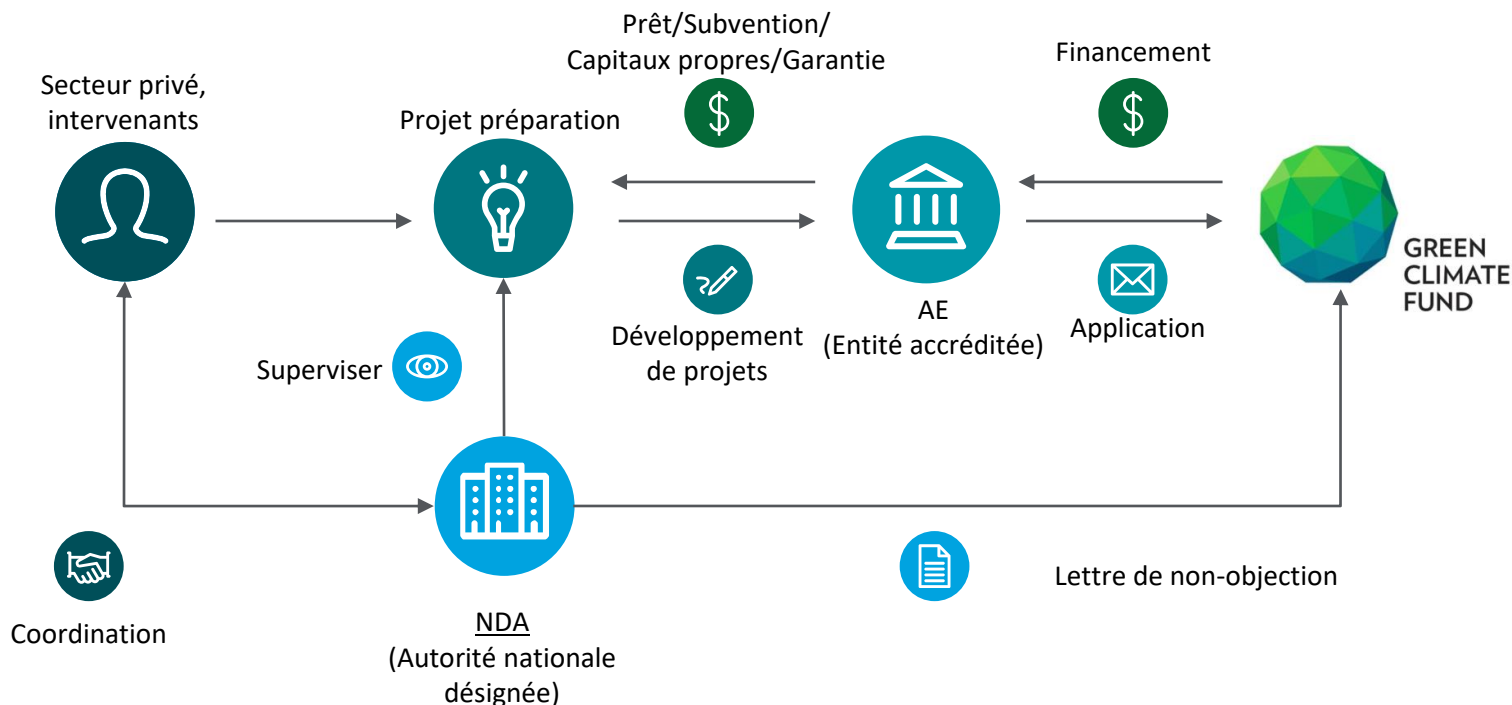 Prêt/Subvention/
Capitaux propres/Garantie
Financement
Secteur privé,
intervenants
Projet préparation
GREEN
CLIMATE
FUND
AE
(Entité accréditée)
Application
Développement
de projets
Superviser
Lettre de non-objection
Coordination
NDA
(Autorité nationale
désignée)